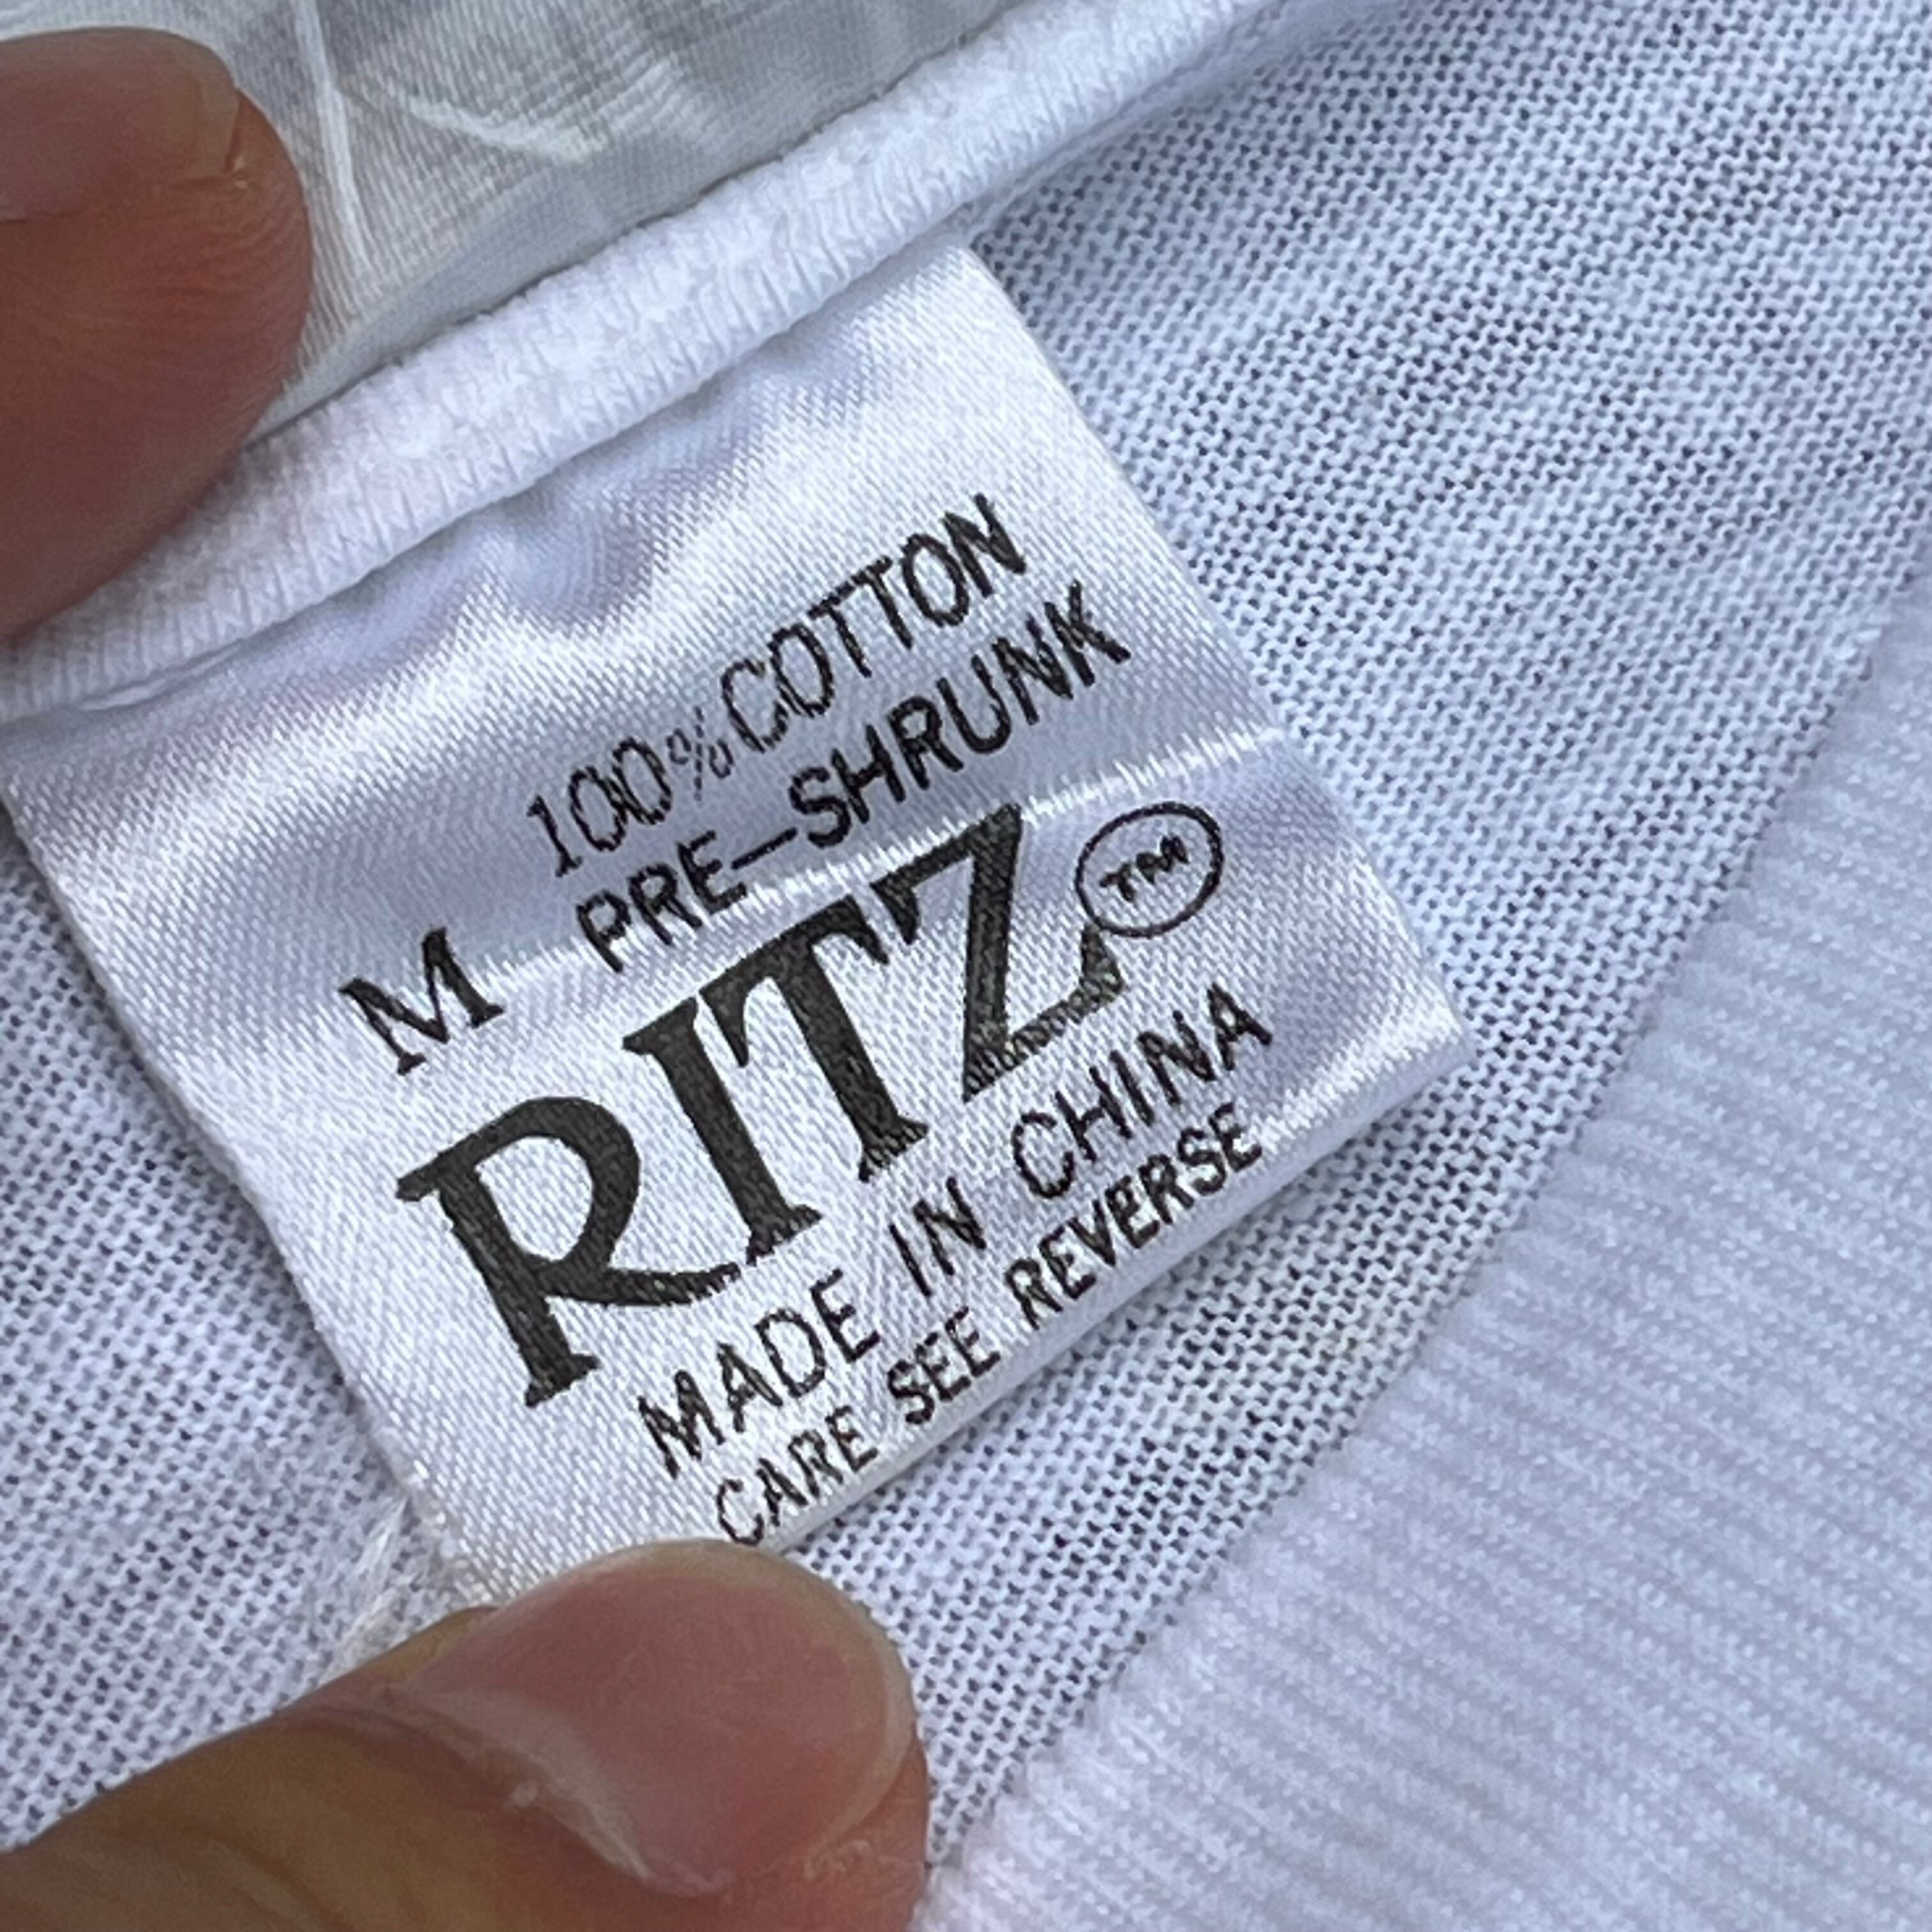 100% COTTON
M PRE-SHRUNK
RITZ TM
MADE IN CHINA
CARE SEE REVERSE